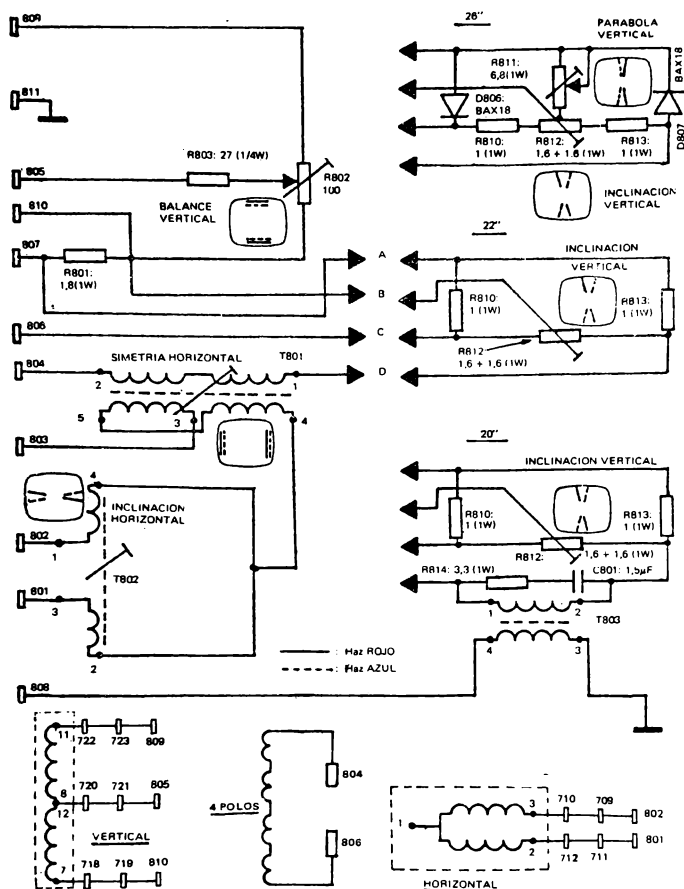 809
811
805
R803: 27 (1/4W)
R802
100
810
BALANCE
VERTICAL
807
R801:
1,8(1W)
A
B
806
C
804
SIMETRIA HORIZONTAL
T801
D
2
1
5
3
4
803
4
INCLINACION
HORIZONTAL
802
1
T802
801
3
2
: Haz ROJO
: Haz AZUL
808
26"
PARABOLA
VERTICAL
R811:
6,8(1W)
BAX18
D806:
BAX18
D807
R810:
1 (1W)
R812:
1,6 + 1.6 (1W)
R813:
1 (1W)
INCLINACION
VERTICAL
22"
INCLINACION
VERTICAL
R810:
1 (1W)
R813:
1 (1W)
R812
1,6 + 1,6 (1W)
20"
INCLINACION VERTICAL
R810:
1 (1W)
R813:
1 (1W)
R812:
1,6 + 1,6 (1W)
R814: 3,3 (1W)
C801: 1,5µF
1
2
T803
4
3
11
722
723
809
8
12
720
721
805
VERTICAL
7
718
719
810
4 POLOS
804
806
1
3
710
709
802
2
712
711
801
HORIZONTAL